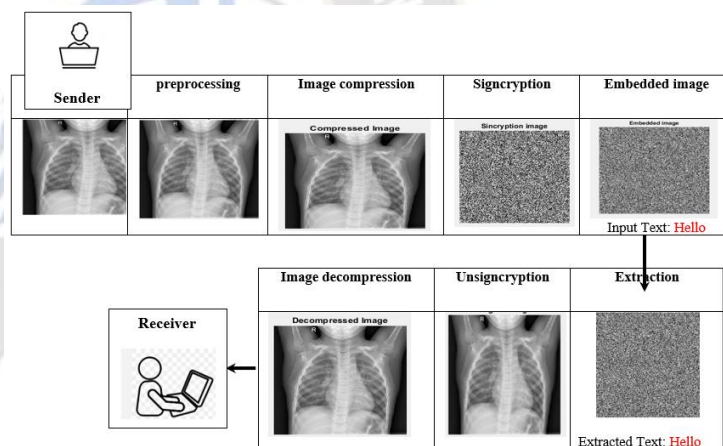 Sender
preprocessing
Image compression
Signcryption
Embedded image
R
R
Compressed Image
R
Sincryption image
Embedded image
Input Text: Hello
Image decompression
Unsigncryption
Extraction
Receiver
Decompressed Image
R
R
Extracted Text: Hello